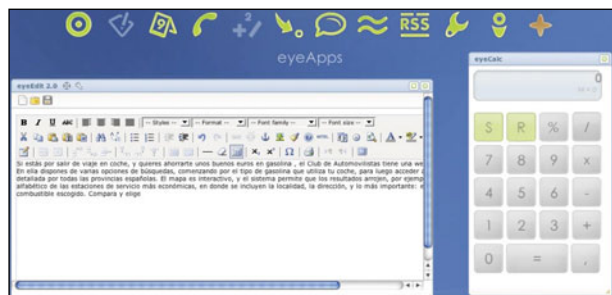 RSS
eyeApps
eyeEdit 2.0
eyeCalc
0
M = 0
B I U ABC -- Styles -- -- Format -- -- Font family -- -- Font size --
Si estás por salir de viaje en coche, y quieres ahorrarte unos buenos euros en gasolina , el Club de Automovilistas tiene una we
En ella dispones de varias opciones de búsquedas, comenzando por el tipo de gasolina que utiliza tu coche, para luego acceder
detallada por todas las provincias españolas. El mapa es interactivo, y el sistema permite que los resultados arrojen, por ejemp
alfabético de las estaciones de servicio más económicas, en donde se incluyen la localidad, la dirección, y lo más importante:
combustible escogido. Compara y elige
S R % /
7 8 9 x
4 5 6 -
1 2 3 +
0 = ,